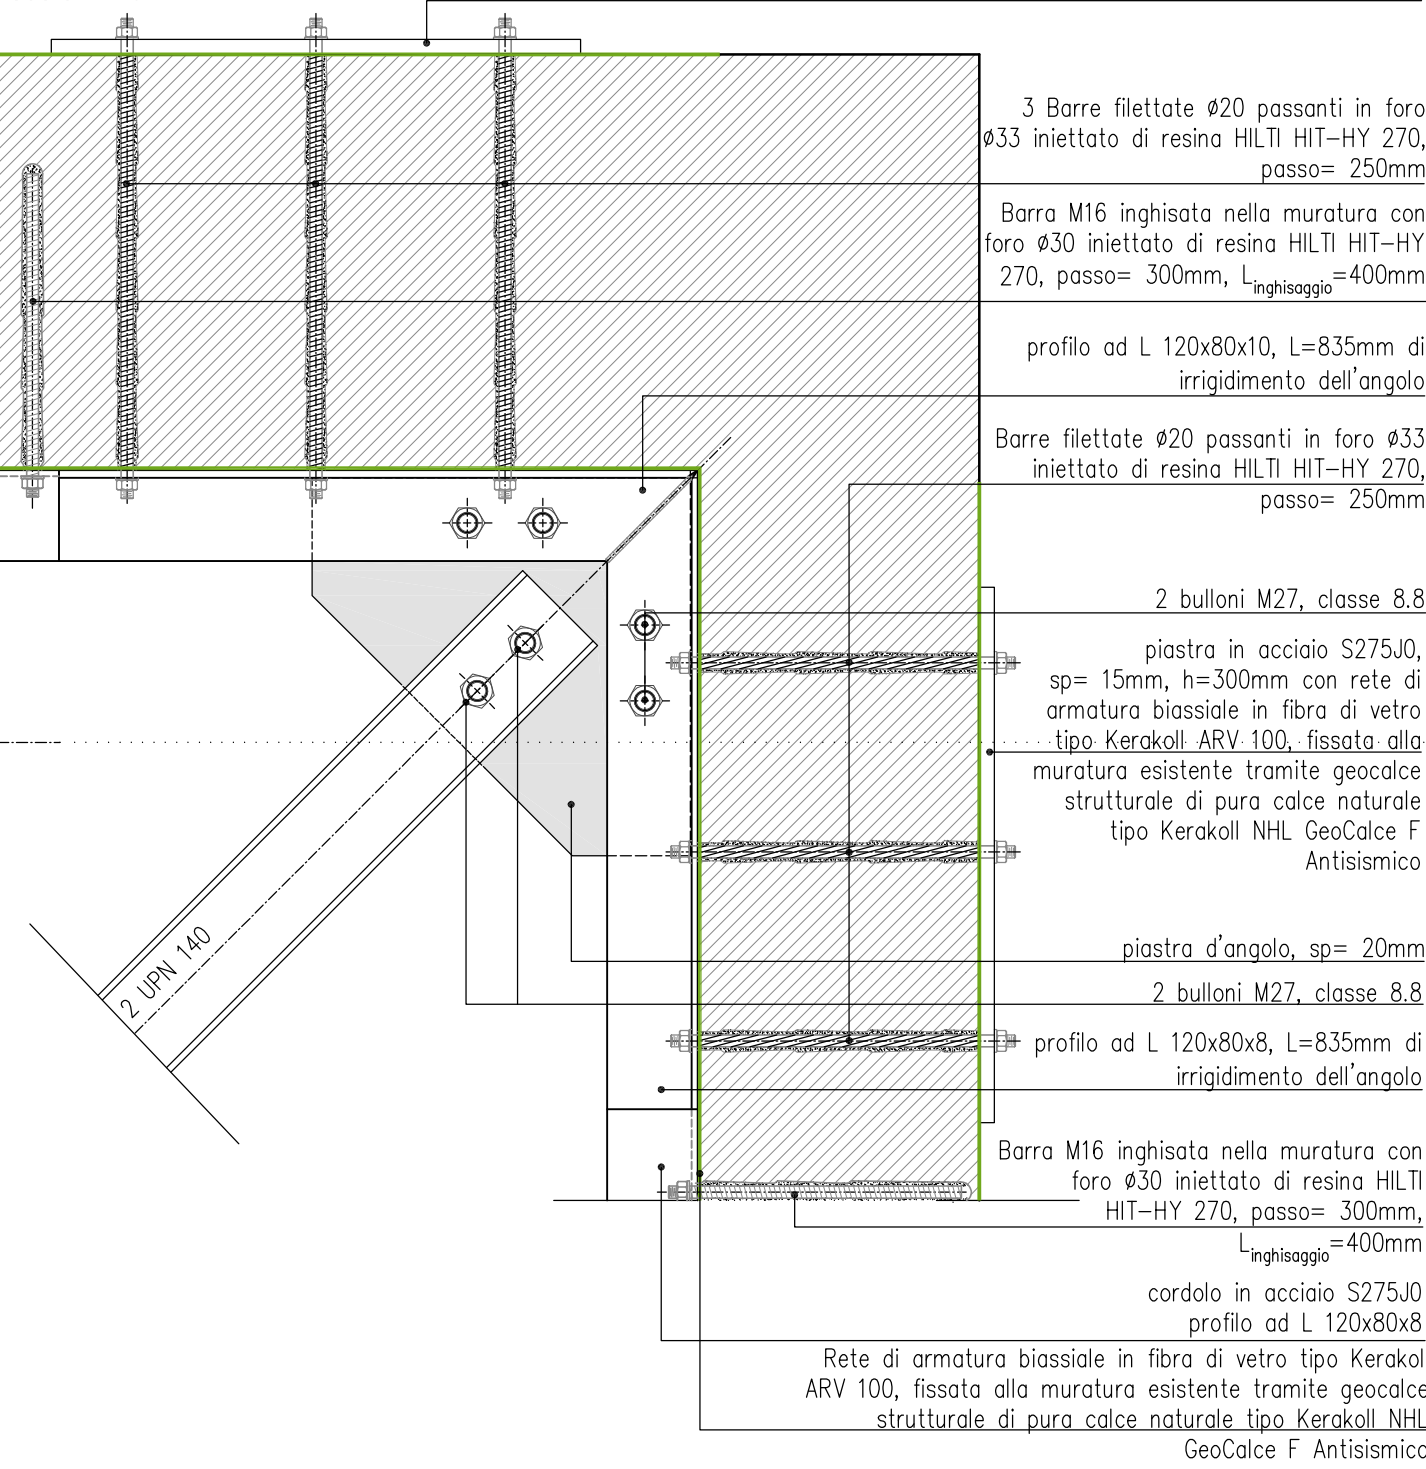 3 Barre filettate Ø20 passanti in foro
Ø33 iniettato di resina HILTI HIT-HY 270,
passo= 250mm
Barra M16 inghisata nella muratura con
foro Ø30 iniettato di resina HILTI HIT-HY
270, passo= 300mm, Linghisaggio=400mm
profilo ad L 120x80x10, L=835mm di
irrigidimento dell'angolo
Barre filettate Ø20 passanti in foro Ø33
iniettato di resina HILTI HIT-HY 270,
passo= 250mm
2 bulloni M27, classe 8.8
piastra in acciaio S275J0,
sp= 15mm, h=300mm con rete di
armatura biassiale in fibra di vetro
tipo Kerakoll ARV 100, fissata alla
muratura esistente tramite geocalce
strutturale di pura calce naturale
tipo Kerakoll NHL GeoCalce F
Antisismico
piastra d'angolo, sp= 20mm
2 UPN 140
2 bulloni M27, classe 8.8
profilo ad L 120x80x8, L=835mm di
irrigidimento dell'angolo
Barra M16 inghisata nella muratura con
foro Ø30 iniettato di resina HILTI
HIT-HY 270, passo= 300mm,
Linghisaggio=400mm
cordolo in acciaio S275J0
profilo ad L 120x80x8
Rete di armatura biassiale in fibra di vetro tipo Kerakol
ARV 100, fissata alla muratura esistente tramite geocalce
strutturale di pura calce naturale tipo Kerakoll NHL
GeoCalce F Antisismico